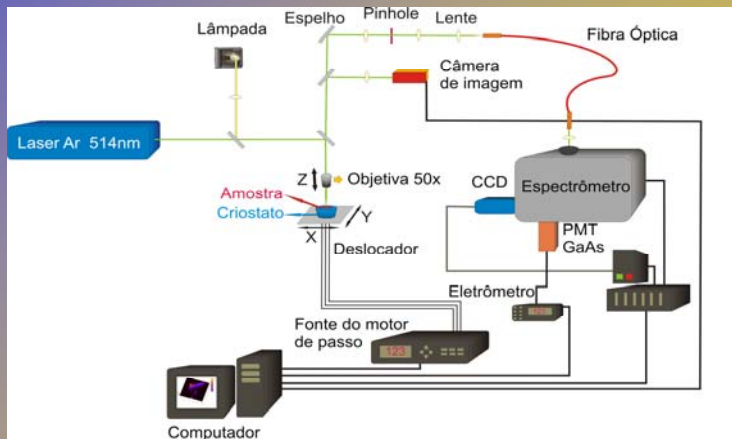 Espelho
Pinhole
Lente
Fibra Óptica
Lâmpada
Câmera
de imagem
Laser Ar 514nm
Z
Objetiva 50x
CCD
Espectrômetro
Amostra
Criostato
Y
X
Deslocador
PMT
GaAs
Eletrômetro
123
Fonte do motor
de passo
123
Computador